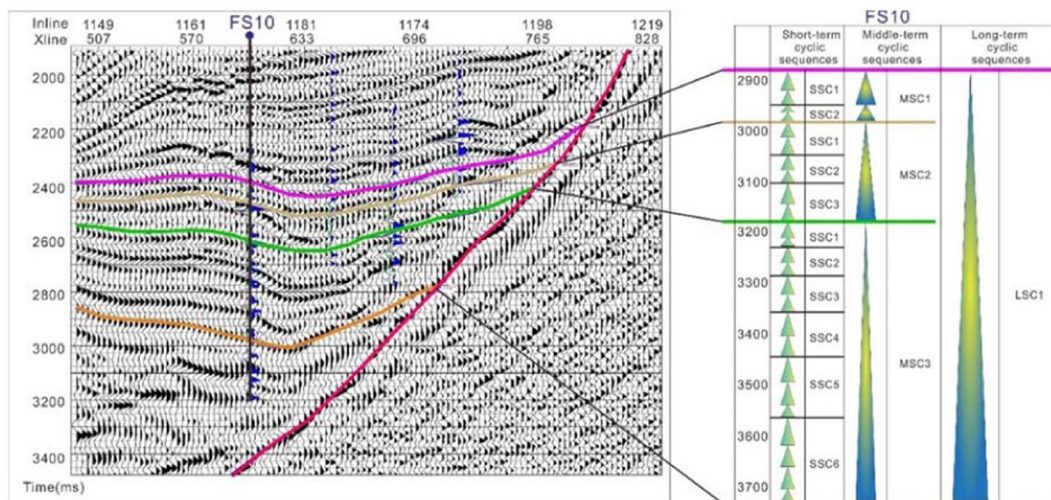 Inline 1149 1161 FS10 1181 1174 1198 1219
Xline 507 570 633 696 765 828
2000
2200
2400
2600
2800
3000
3200
3400
Time(ms)
FS10
Short-term cyclic sequences
Middle-term cyclic sequences
Long-term cyclic sequences
2900
3000
3100
3200
3300
3400
3500
3600
3700
SSC1
SSC2
SSC1
SSC2
SSC3
SSC1
SSC2
SSC3
SSC4
SSC5
SSC6
MSC1
MSC2
MSC3
LSC1